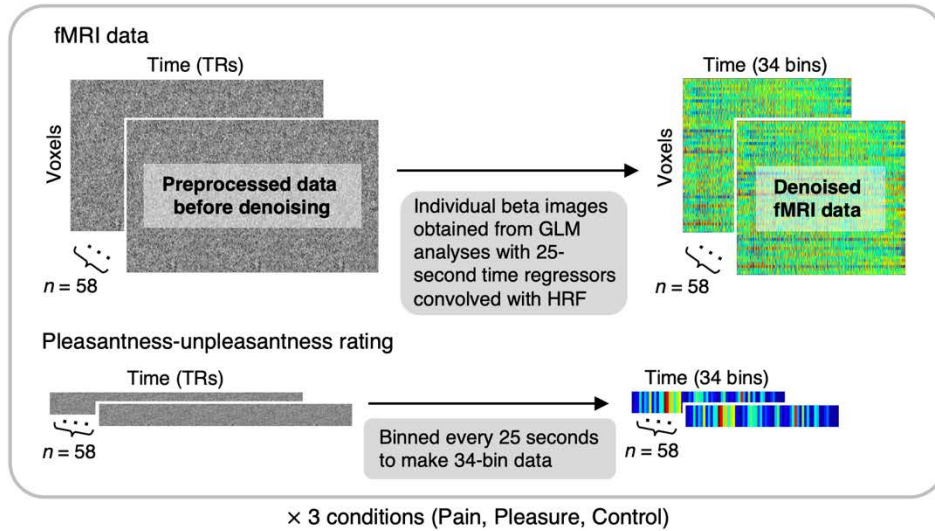 fMRI data
Time (TRs)
Voxels
Preprocessed data
before denoising
n = 58
Individual beta images
obtained from GLM
analyses with 25-
second time regressors
convolved with HRF
Time (34 bins)
Voxels
Denoised
fMRI data
n = 58
Pleasantness-unpleasantness rating
Time (TRs)
n = 58
Binned every 25 seconds
to make 34-bin data
Time (34 bins)
n = 58
× 3 conditions (Pain, Pleasure, Control)